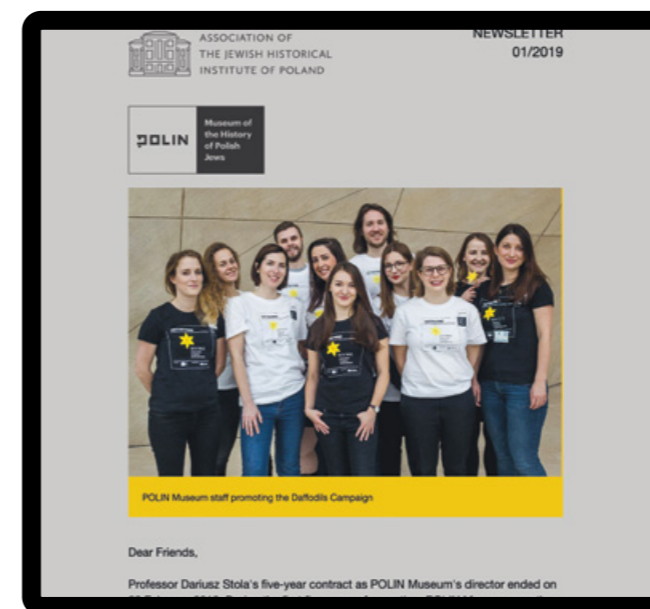 ASSOCIATION OF
THE JEWISH HISTORICAL
INSTITUTE OF POLAND
NEWSLETTER
01/2019
POLIN
Museum of
the History
of Polish
Jews
POLIN Museum staff promoting the Daffodils Campaign
Dear Friends,
Professor Dariusz Stola's five-year contract as POLIN Museum's director ended on